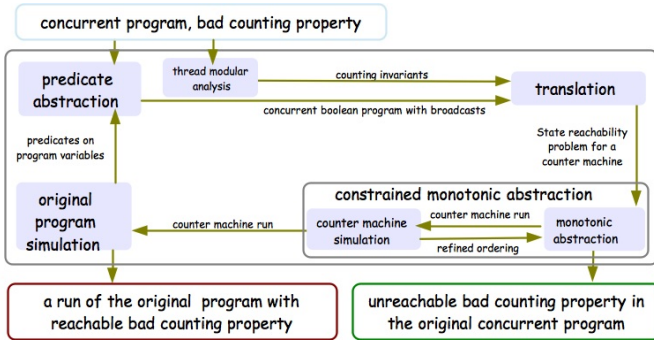 concurrent program, bad counting property
predicate
abstraction
thread modular
analysis
counting invariants
translation
concurrent boolean program with broadcasts
predicates on
program variables
State reachability
problem for a
counter machine
original
program
simulation
constrained monotonic abstraction
counter machine run
counter machine
simulation
counter machine run
refined ordering
monotonic
abstraction
a run of the original program with
reachable bad counting property
unreachable bad counting property in
the original concurrent program